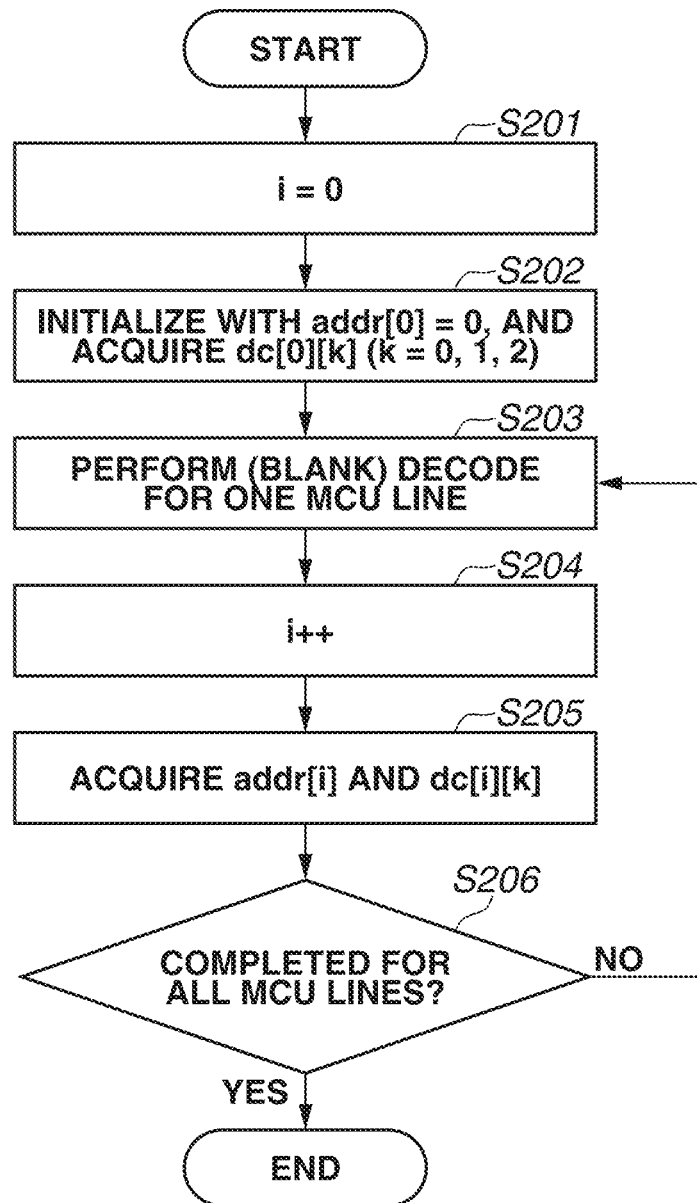 START
S201
i = 0
S202
INITIALIZE WITH addr[0] = 0, AND
ACQUIRE dc[0][k] (k = 0, 1, 2)
S203
PERFORM (BLANK) DECODE
FOR ONE MCU LINE
S204
i++
S205
ACQUIRE addr[i] AND dc[i][k]
S206
COMPLETED FOR
ALL MCU LINES?
NO
YES
END